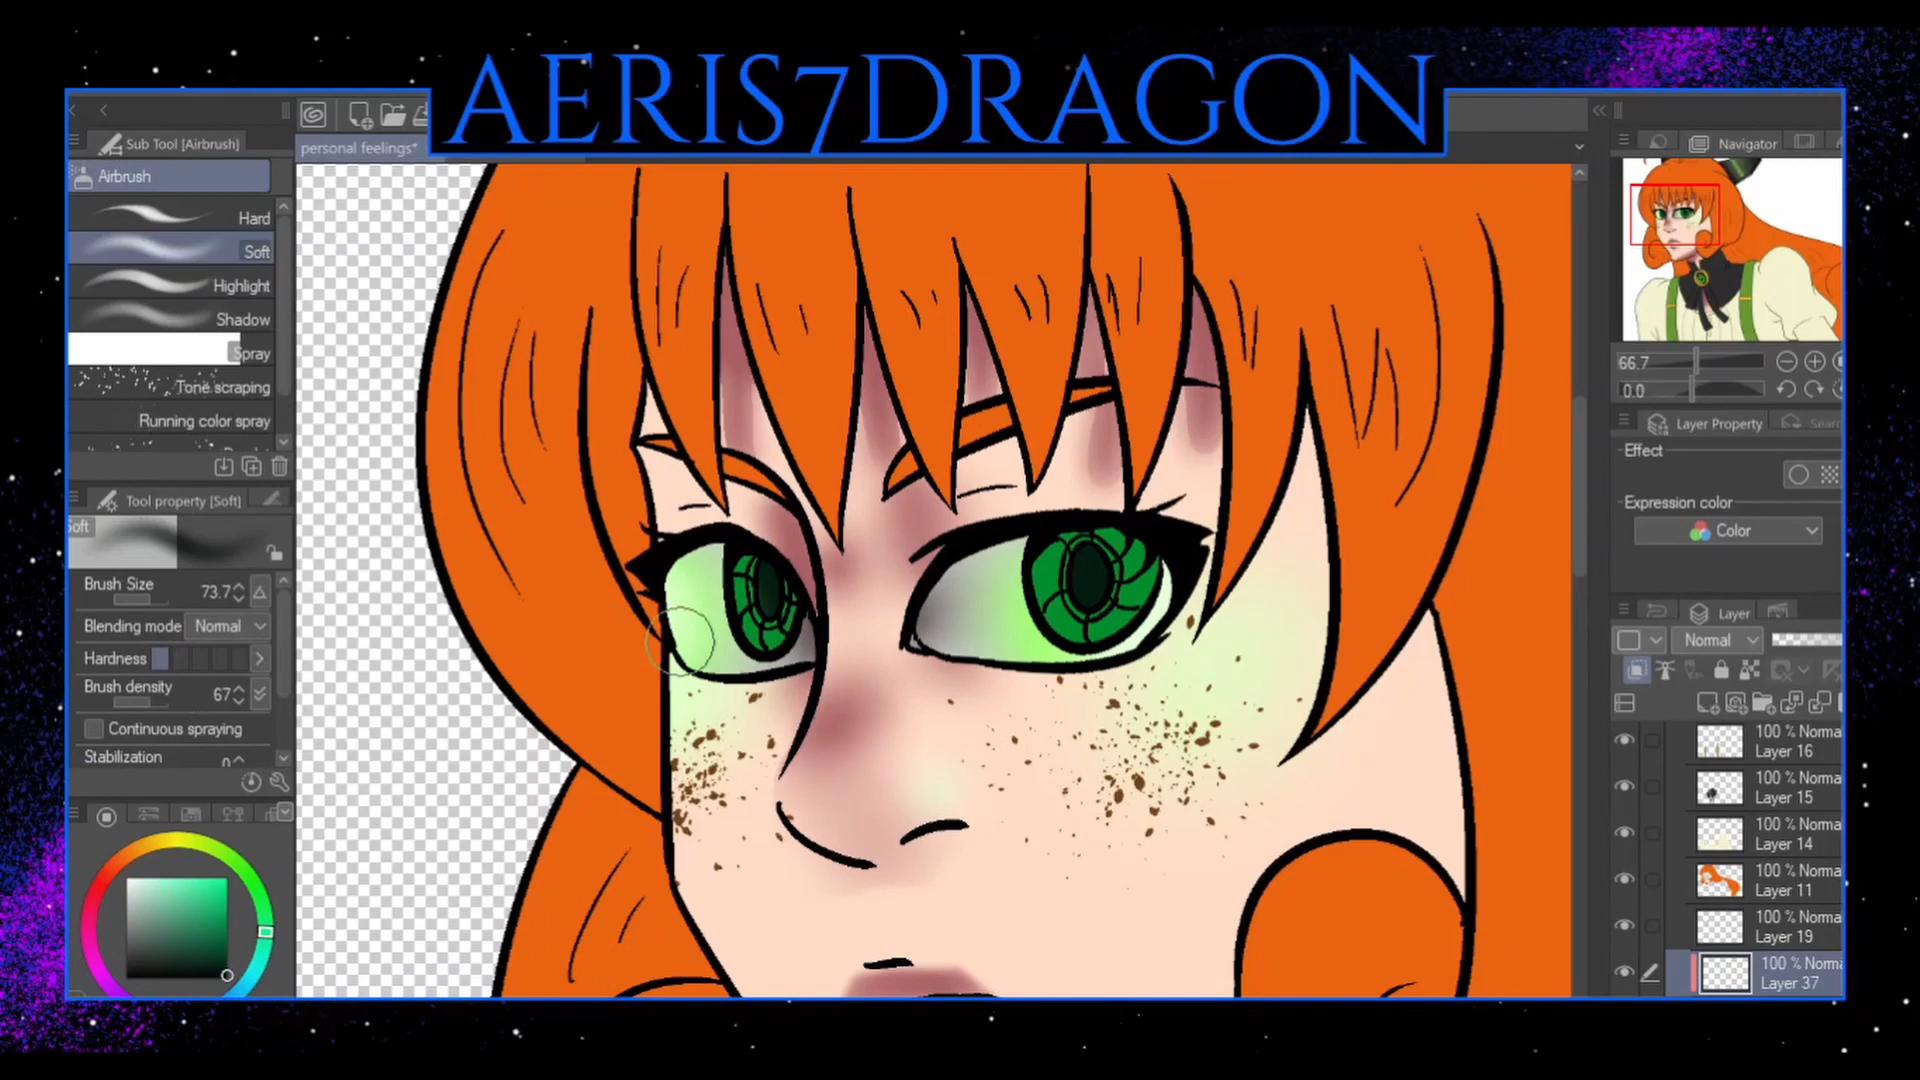 AERIS7DRAGON
Sub Tool [Airbrush]
Airbrush
Hard
Soft
Highlight
Shadow
Spray
Tone scraping
Running color spray
Tool property [Soft]
Soft
Brush Size 73.7
Blending mode Normal
Hardness
Brush density 67
Continuous spraying
Stabilization
personal feelings*
Navigator
66.7
0.0
Layer Property
Effect
Expression color
Color
Layer
Normal
100 % Norma
Layer 16
100 % Norma
Layer 15
100 % Norma
Layer 14
100 % Norma
Layer 11
100 % Norma
Layer 19
100 % Norma
Layer 37